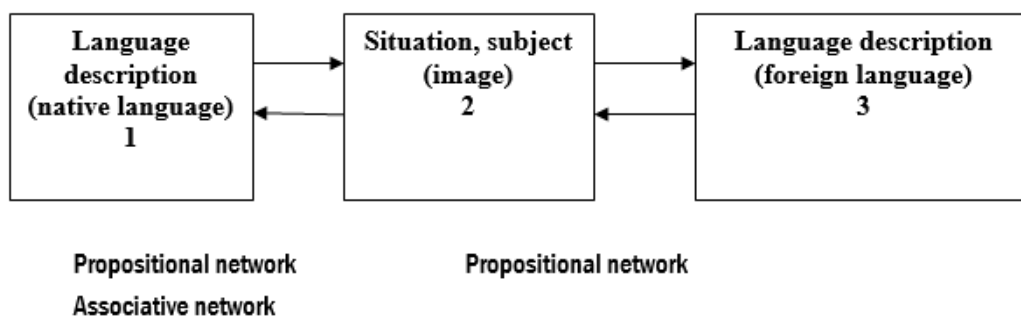 Language
description
(native language)
1
Situation, subject
(image)
2
Language description
(foreign language)
3
Propositional network
Propositional network
Associative network